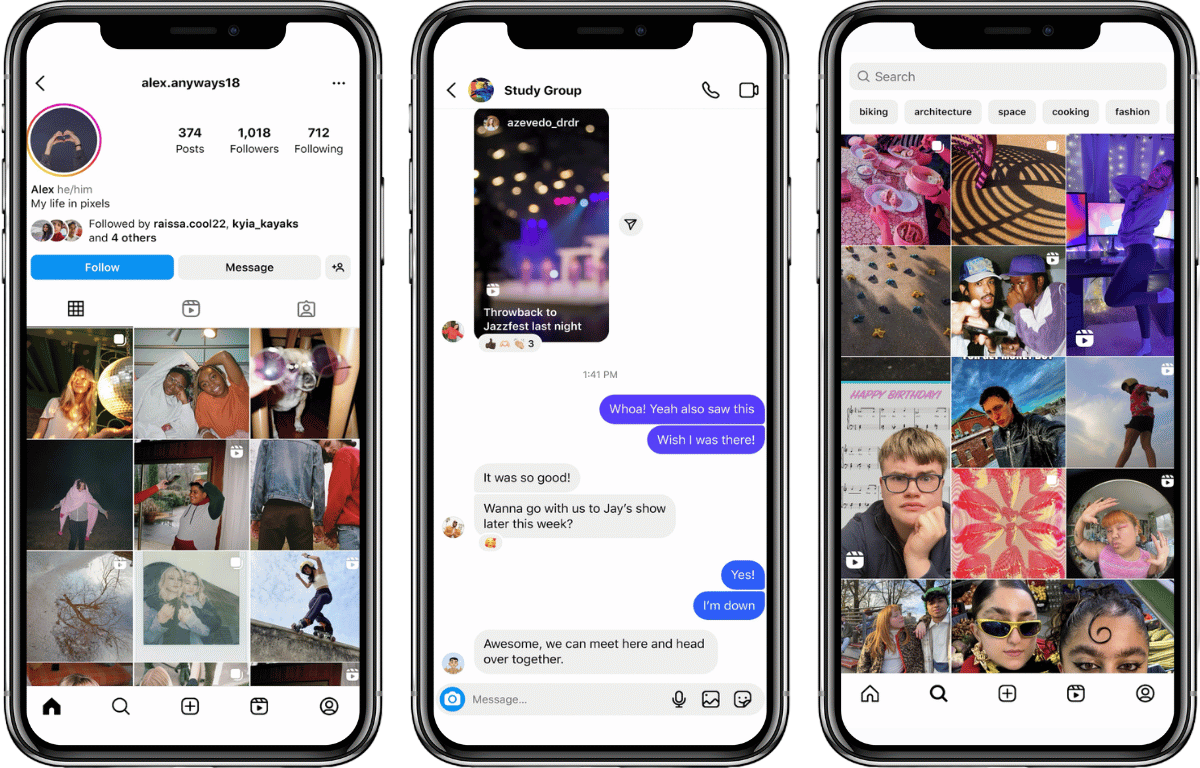 alex.anyways18
374
Posts
1,018
Followers
712
Following
Alex he/him
My life in pixels
Followed by raissa.cool22, kyia_kayaks
and 4 others
Follow
Message
Study Group
azevedo_drdr
Throwback to
Jazzfest last night
3
1:41 PM
Whoa! Yeah also saw this
Wish I was there!
It was so good!
Wanna go with us to Jay's show
later this week?
Yes!
I'm down
Awesome, we can meet here and head
over together.
Message...
Search
biking
architecture
space
cooking
fashion
HAPPY BIRTHDAY!